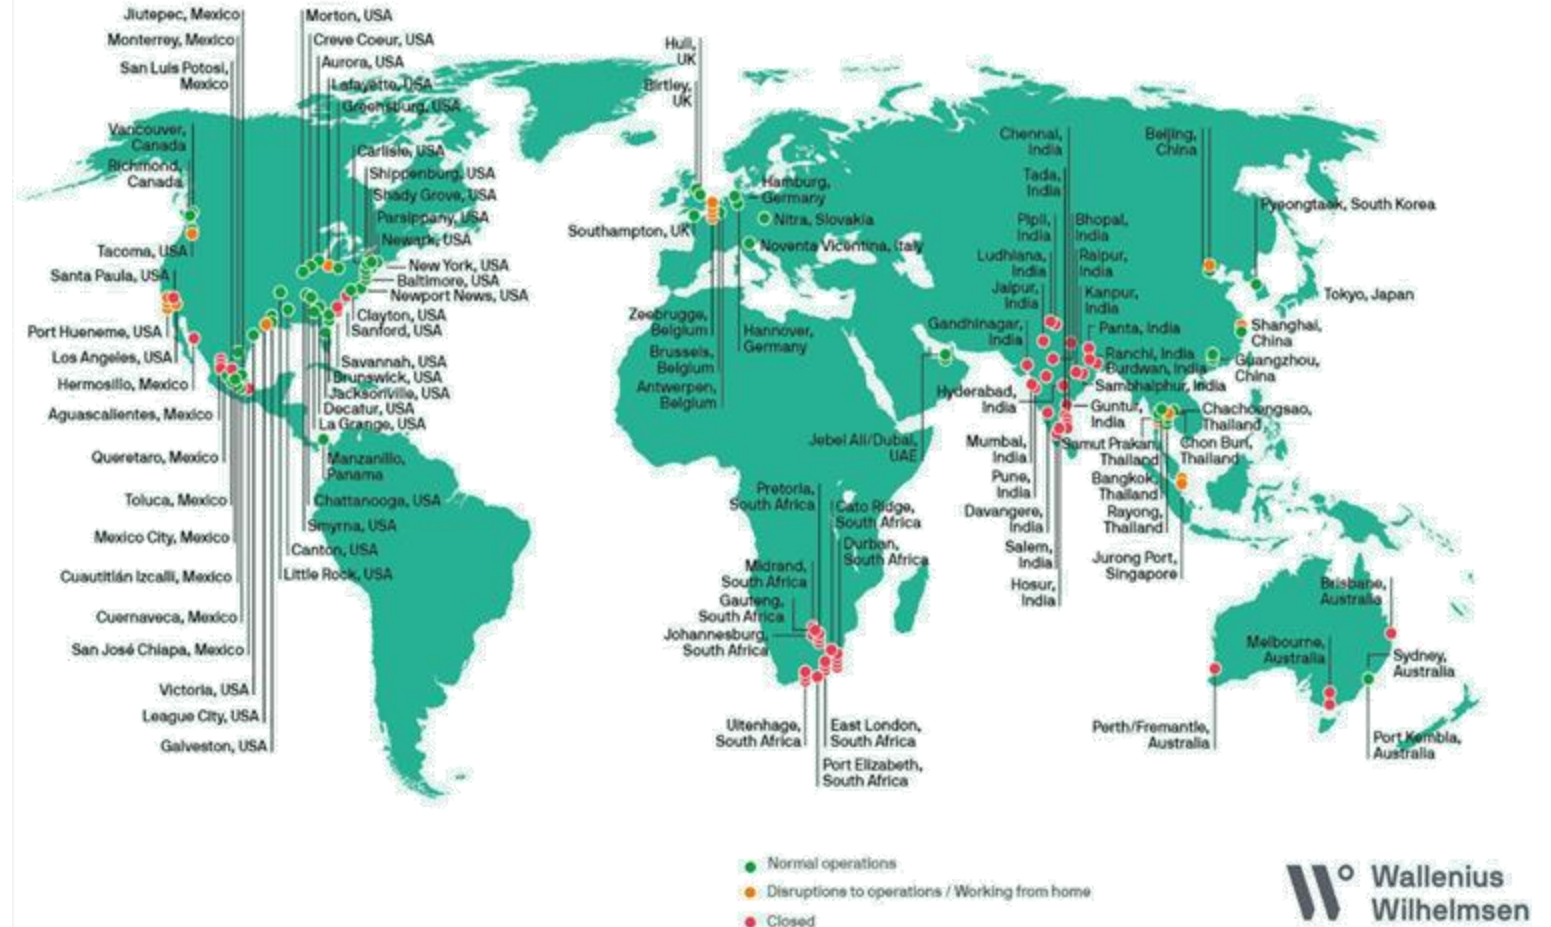 Jiutepec, Mexico
Monterrey, Mexico
San Luis Potosi,
Mexico
Morton, USA
Creve Coeur, USA
Aurora, USA
Lafayette, USA
Greensburg, USA
Vancouver,
Canada
Richmond,
Canada
Carlisle, USA
Shippenburg, USA
Shady Grove, USA
Parsippany, USA
Newark, USA
Tacoma, USA
Santa Paula, USA
New York, USA
Baltimore, USA
Newport News, USA
Clayton, USA
Sanford, USA
Port Hueneme, USA
Los Angeles, USA
Hermosillo, Mexico
Aguascalientes, Mexico
Savannah, USA
Brunswick, USA
Jacksonville, USA
Decatur, USA
La Grange, USA
Queretaro, Mexico
Manzanillo,
Panama
Toluca, Mexico
Chattanooga, USA
Smyrna, USA
Mexico City, Mexico
Canton, USA
Cuautitlán Izcalli, Mexico
Little Rock, USA
Cuernaveca, Mexico
San José Chiapa, Mexico
Victoria, USA
League City, USA
Galveston, USA
Hull,
UK
Birtley,
UK
Hamburg,
Germany
Southampton, UK
Nitra, Slovakia
Noventa Vicentina, Italy
Zeebrugge,
Belgium
Hannover,
Germany
Brussels,
Belgium
Antwerpen,
Belgium
Jebel Ali/Dubai,
UAE
Pretoria,
South Africa
Cato Ridge,
South Africa
Durban,
South Africa
Midrand,
South Africa
Gauteng,
South Africa
Johannesburg,
South Africa
Uitenhage,
South Africa
East London,
South Africa
Port Elizabeth,
South Africa
Chennai,
India
Tada,
India
Pipli,
India
Bhopal,
India
Ludhiana,
India
Raipur,
India
Jaipur,
India
Kanpur,
India
Gandhinagar,
India
Panta, India
Ranchi, India
Burdwan, India
Sambhalphur, India
Hyderabad,
India
Guntur,
India
Mumbai,
India
Pune,
India
Davangere,
India
Salem,
India
Hosur,
India
Beijing,
China
Pyeongtaek, South Korea
Tokyo, Japan
Shanghai,
China
Guangzhou,
China
Chachoengsao,
Thailand
Samut Prakan,
Thailand
Chon Buri,
Thailand
Bangkok,
Thailand
Rayong,
Thailand
Jurong Port,
Singapore
Brisbane,
Australia
Melbourne,
Australia
Sydney,
Australia
Perth/Fremantle,
Australia
Port Kembla,
Australia
Normal operations
Disruptions to operations / Working from home
Closed
Wallenius
Wilhelmsen